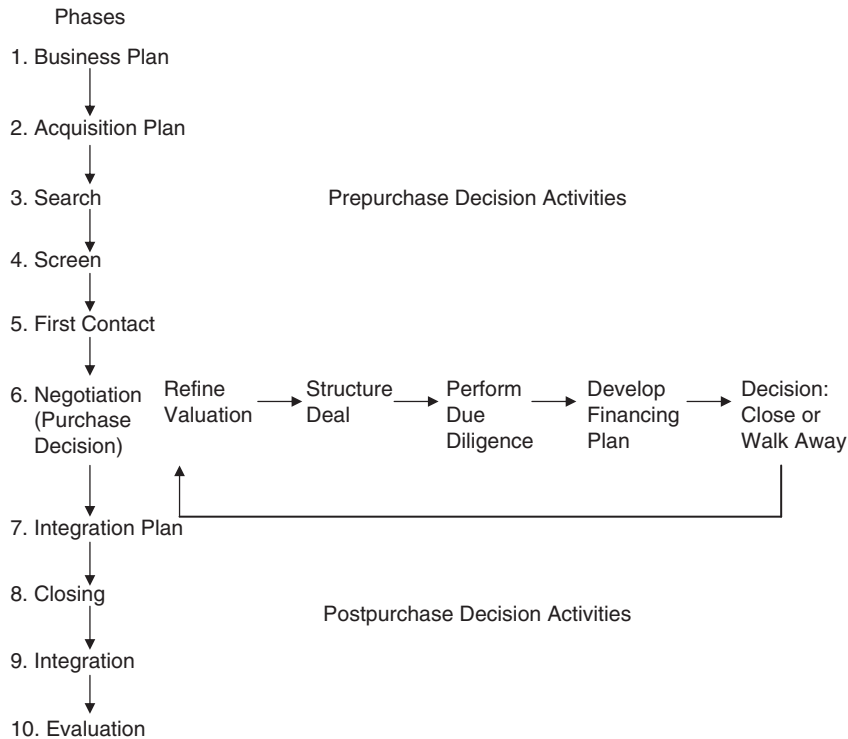 Phases
1. Business Plan
2. Acquisition Plan
3. Search
Prepurchase Decision Activities
4. Screen
5. First Contact
6. Negotiation
(Purchase
Decision)
Refine
Valuation
Structure
Deal
Perform
Due
Diligence
Develop
Financing
Plan
Decision:
Close or
Walk Away
7. Integration Plan
8. Closing
Postpurchase Decision Activities
9. Integration
10. Evaluation